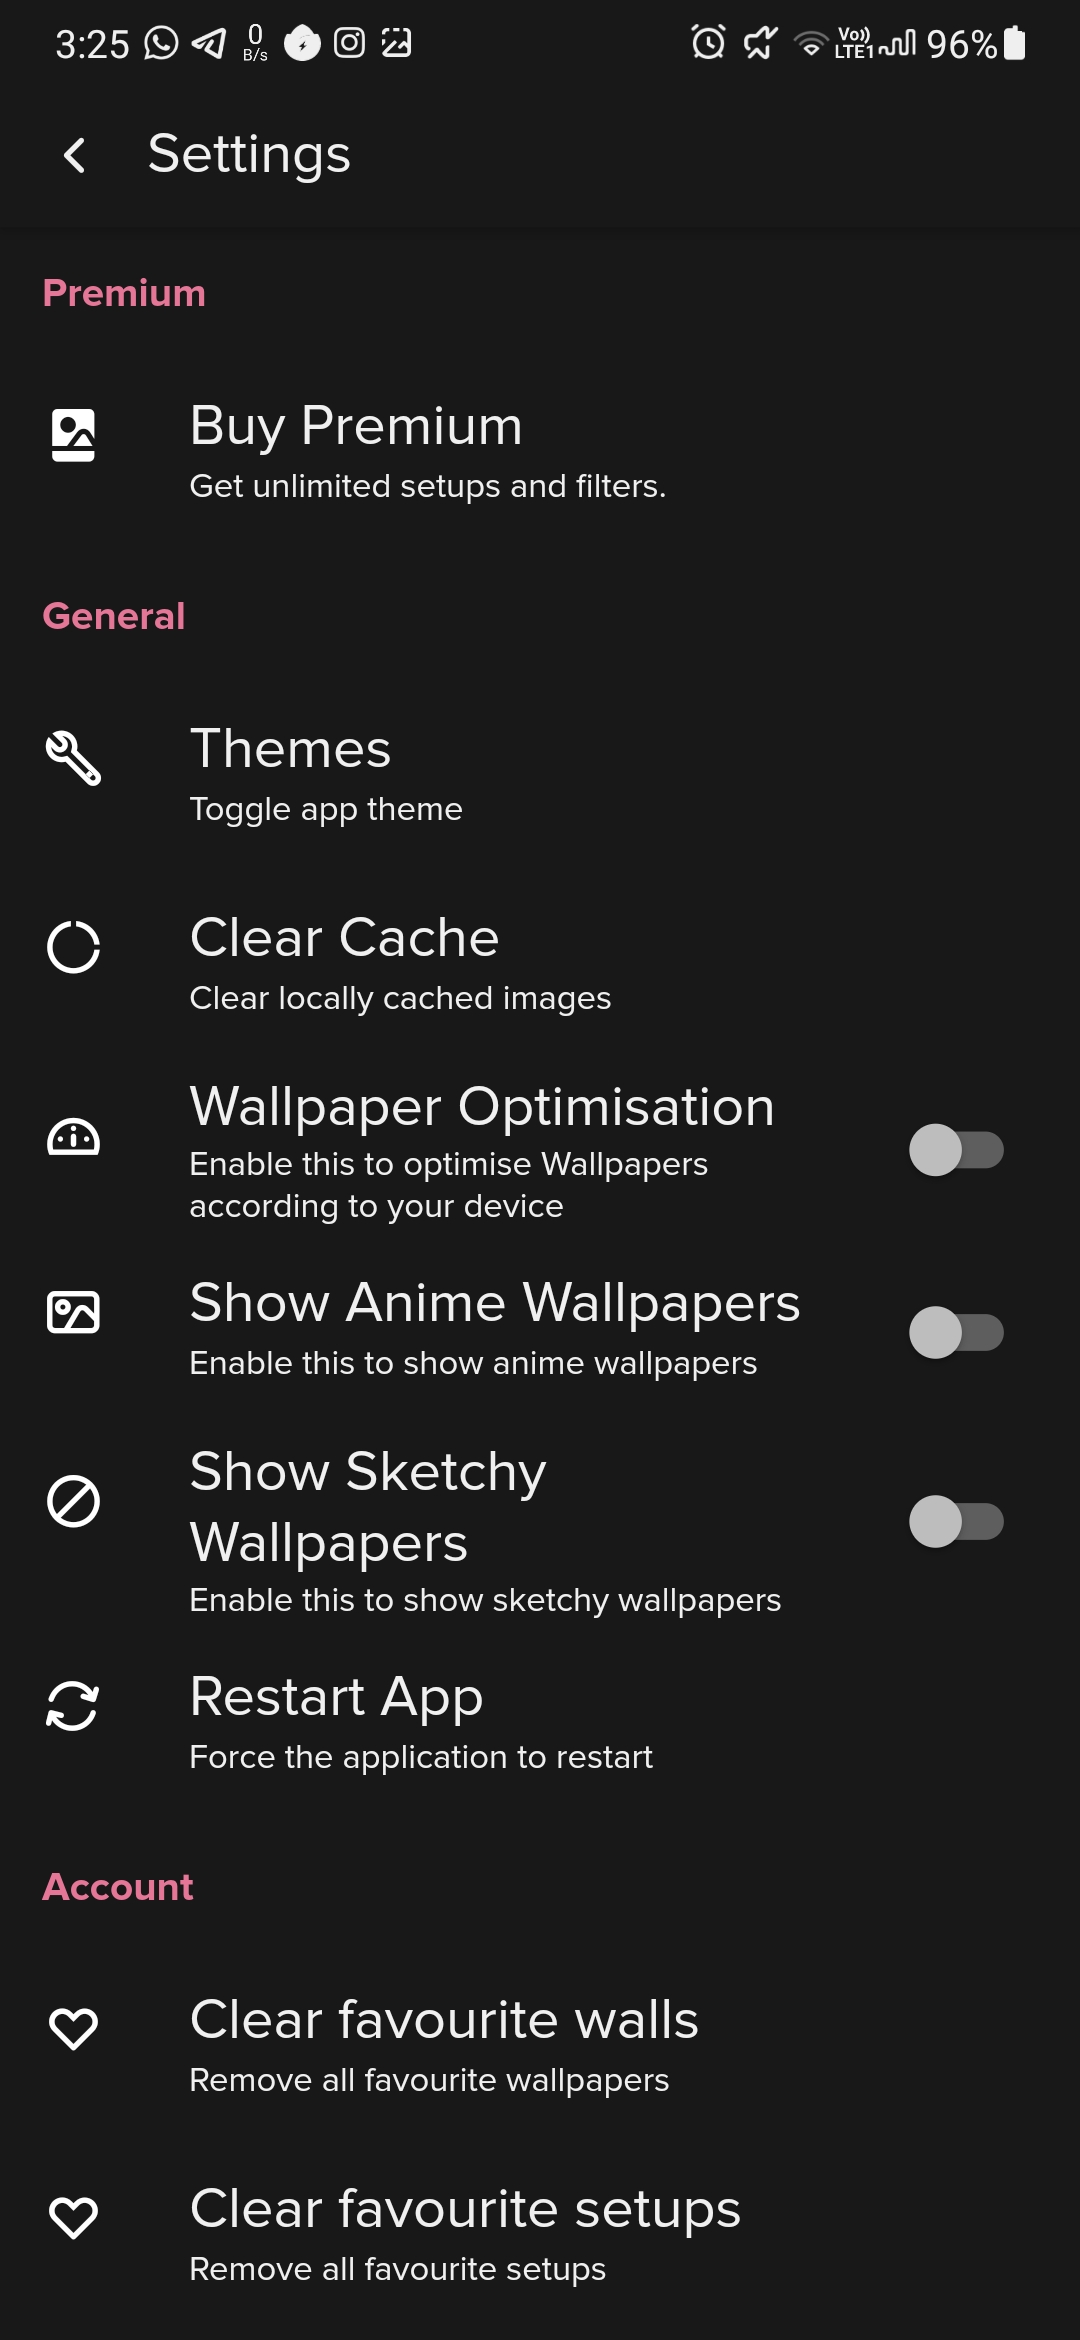 3:25 0 B/s Vo)) LTE1 96%
Settings
Premium
Buy Premium
Get unlimited setups and filters.
General
Themes
Toggle app theme
Clear Cache
Clear locally cached images
Wallpaper Optimisation
Enable this to optimise Wallpapers
according to your device
Show Anime Wallpapers
Enable this to show anime wallpapers
Show Sketchy
Wallpapers
Enable this to show sketchy wallpapers
Restart App
Force the application to restart
Account
Clear favourite walls
Remove all favourite wallpapers
Clear favourite setups
Remove all favourite setups